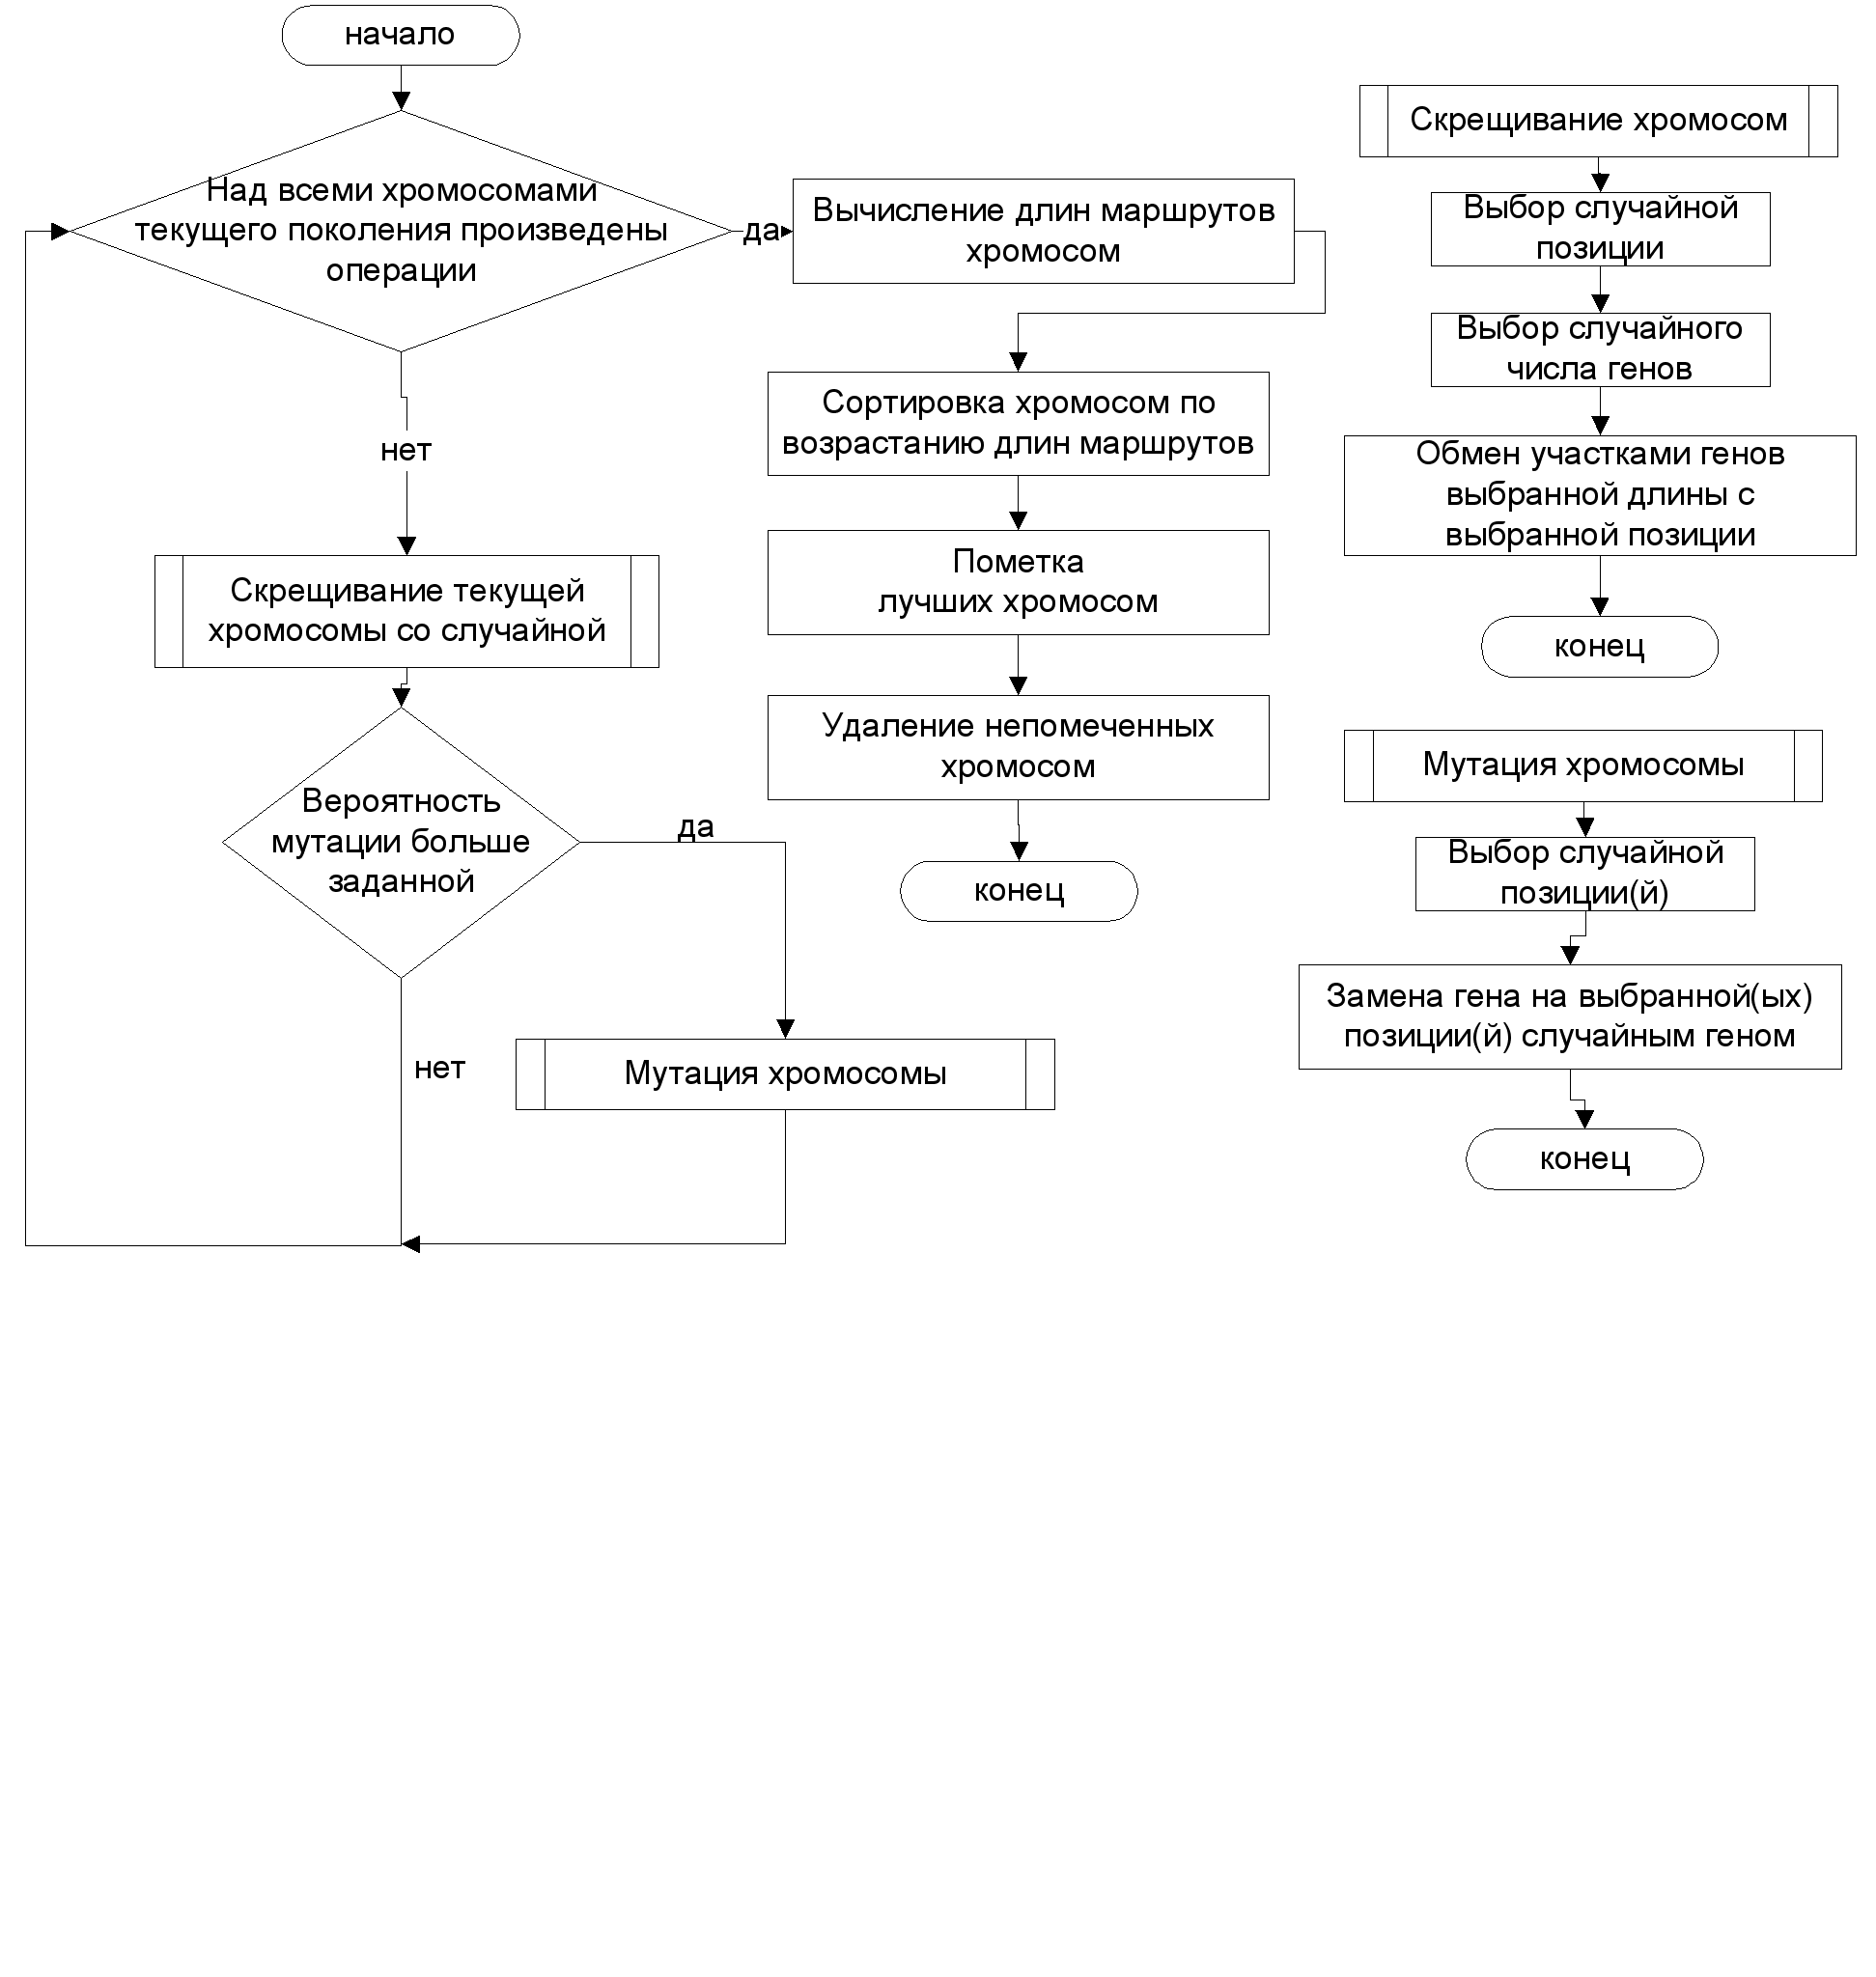 начало
Над всеми хромосомами
текущего поколения произведены
операции
да
нет
Скрещивание текущей
хромосомы со случайной
Вероятность
мутации больше
заданной
да
нет
Мутация хромосомы
Вычисление длин маршрутов
хромосом
Сортировка хромосом по
возрастанию длин маршрутов
Пометка
лучших хромосом
Удаление непомеченных
хромосом
конец
Скрещивание хромосом
Выбор случайной
позиции
Выбор случайного
числа генов
Обмен участками генов
выбранной длины с
выбранной позиции
конец
Мутация хромосомы
Выбор случайной
позиции(й)
Замена гена на выбранной(ых)
позиции(й) случайным геном
конец